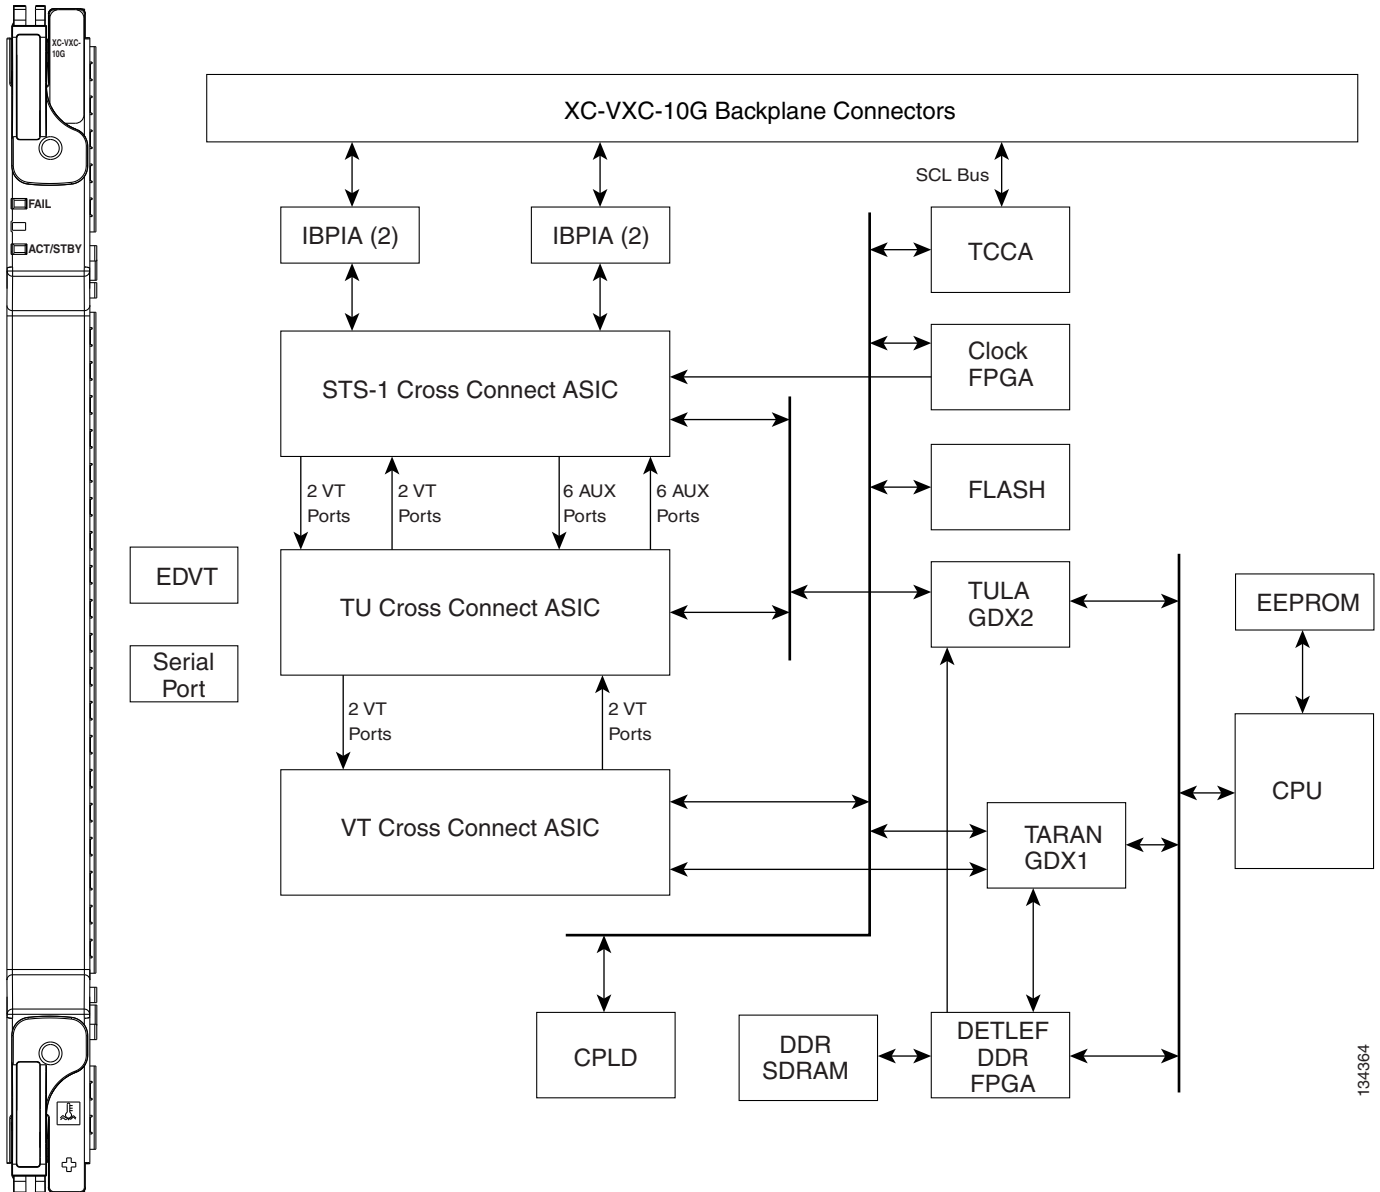 XC-VXC-
10G
FAIL
ACT/STBY
XC-VXC-10G Backplane Connectors
SCL Bus
IBPIA (2)
IBPIA (2)
TCCA
STS-1 Cross Connect ASIC
Clock
FPGA
2 VT
Ports
2 VT
Ports
6 AUX
Ports
6 AUX
Ports
FLASH
EDVT
TU Cross Connect ASIC
TULA
GDX2
EEPROM
Serial
Port
2 VT
Ports
2 VT
Ports
VT Cross Connect ASIC
TARAN
GDX1
CPU
CPLD
DDR
SDRAM
DETLEF
DDR
FPGA
134364